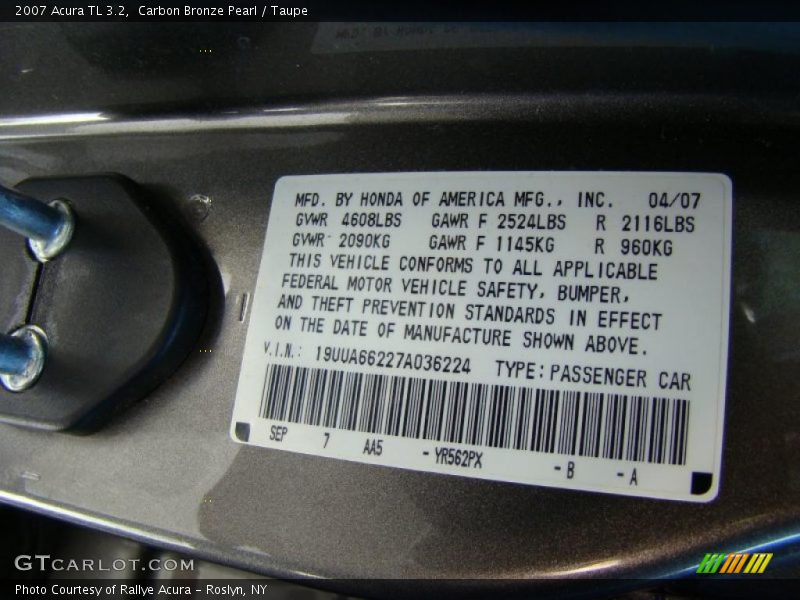 2007 Acura TL 3.2,  Carbon Bronze Pearl / Taupe
MFD. BY HONDA OF AMERICA MFG., INC. 04/07
GVWR 4608LBS GAWR F 2524LBS R 2116LBS
GVWR 2090KG GAWR F 1145KG R 960KG
THIS VEHICLE CONFORMS TO ALL APPLICABLE
FEDERAL MOTOR VEHICLE SAFETY, BUMPER,
AND THEFT PREVENTION STANDARDS IN EFFECT
ON THE DATE OF MANUFACTURE SHOWN ABOVE.
V.I.N.: 19UUA66227A036224 TYPE:PASSENGER CAR
SEP 7 AA5 -YR562PX -B -A
GTCARLOT.COM
Photo Courtesy of Rallye Acura – Roslyn, NY